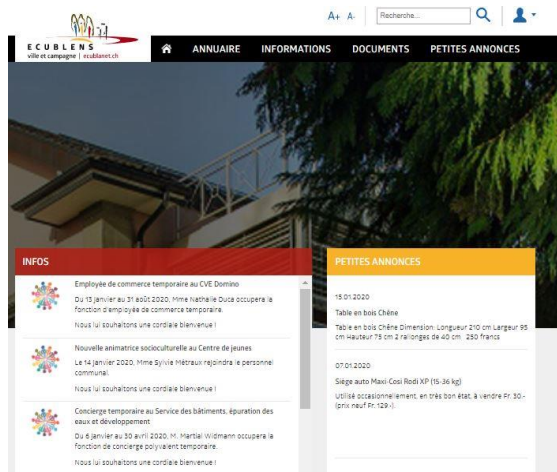 A+ A- Recherche...
ECUBLENS
ville et campagne | ecublanet.ch
ANNUAIRE INFORMATIONS DOCUMENTS PETITES ANNONCES
INFOS
Employée de commerce temporaire au CVE Domino
Du 13 janvier au 31 août 2020, Mme Nathalie Duca occupera la
fonction d'employée de commerce temporaire.
Nous lui souhaitons une cordiale bienvenue !
Nouvelle animatrice socioculturelle au Centre de jeunes
Le 14 janvier 2020, Mme Sylvie Métraux rejoindra le personnel
communal.
Nous lui souhaitons une cordiale bienvenue !
Concierge temporaire au Service des bâtiments, épuration des
eaux et développement
Du 6 janvier au 30 avril 2020, M. Martial Widmann occupera la
fonction de concierge polyvalent temporaire.
Nous lui souhaitons une cordiale bienvenue !
PETITES ANNONCES
15.01.2020
Table en bois Chêne
Table en bois Chêne Dimension: Longueur 210 cm Largeur 95
cm Hauteur 75 cm 2 rallonges de 40 cm 250 francs
07.01.2020
Siège auto Maxi-Cosi Rodi XP (15-36 kg)
Utilisé occasionnellement, en très bon état, à vendre Fr. 30.-
(prix neuf Fr. 129.-).